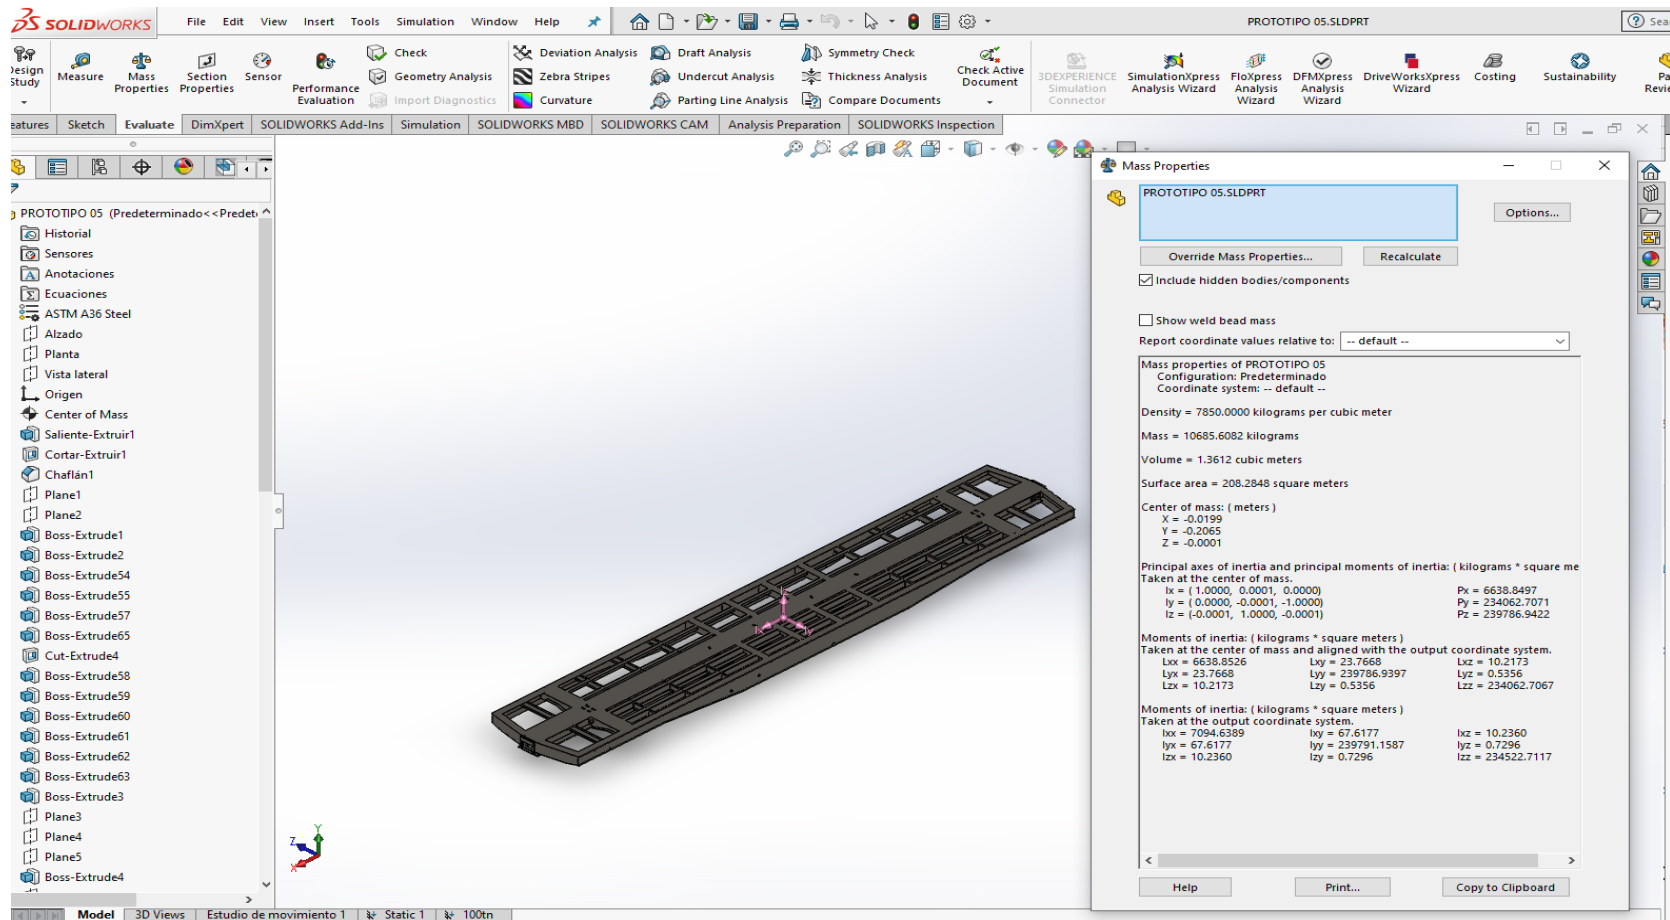 SOLIDWORKS File Edit View Insert Tools Simulation Window Help PROTOTIPO 05.SLDPRT ? Sea
Design Study
Measure
Mass Properties
Section Properties
Sensor
Performance Evaluation
Check
Geometry Analysis
Import Diagnostics
Deviation Analysis
Zebra Stripes
Curvature
Draft Analysis
Undercut Analysis
Parting Line Analysis
Symmetry Check
Thickness Analysis
Compare Documents
Check Active Document
3DEXPERIENCE Simulation Connector
SimulationXpress Analysis Wizard
FloXpress Analysis Wizard
DFMXpress Analysis Wizard
DriveWorksXpress Wizard
Costing
Sustainability
Pa
Revie
eatures Sketch Evaluate DimXpert SOLIDWORKS Add-Ins Simulation SOLIDWORKS MBD SOLIDWORKS CAM Analysis Preparation SOLIDWORKS Inspection
PROTOTIPO 05 (Predeterminado<<Predete
Historial
Sensores
Anotaciones
Ecuaciones
ASTM A36 Steel
Alzado
Planta
Vista lateral
Origen
Center of Mass
Saliente-Extruir1
Cortar-Extruir1
Chaflán1
Plane1
Plane2
Boss-Extrude1
Boss-Extrude2
Boss-Extrude54
Boss-Extrude55
Boss-Extrude57
Boss-Extrude65
Cut-Extrude4
Boss-Extrude58
Boss-Extrude59
Boss-Extrude60
Boss-Extrude61
Boss-Extrude62
Boss-Extrude63
Boss-Extrude3
Plane3
Plane4
Plane5
Boss-Extrude4
Y
Z
X
Mass Properties
PROTOTIPO 05.SLDPRT
Options...
Override Mass Properties... Recalculate
Include hidden bodies/components
Show weld bead mass
Report coordinate values relative to: -- default --
Mass properties of PROTOTIPO 05
Configuration: Predeterminado
Coordinate system: -- default --
Density = 7850.0000 kilograms per cubic meter
Mass = 10685.6082 kilograms
Volume = 1.3612 cubic meters
Surface area = 208.2848 square meters
Center of mass: ( meters )
X = -0.0199
Y = -0.2065
Z = -0.0001
Principal axes of inertia and principal moments of inertia: ( kilograms * square me
Taken at the center of mass.
Ix = ( 1.0000, 0.0001, 0.0000) Px = 6638.8497
Iy = ( 0.0000, -0.0001, -1.0000) Py = 234062.7071
Iz = (-0.0001, 1.0000, -0.0001) Pz = 239786.9422
Moments of inertia: ( kilograms * square meters )
Taken at the center of mass and aligned with the output coordinate system.
Lxx = 6638.8526 Lxy = 23.7668 Lxz = 10.2173
Lyx = 23.7668 Lyy = 239786.9397 Lyz = 0.5356
Lzx = 10.2173 Lzy = 0.5356 Lzz = 234062.7067
Moments of inertia: ( kilograms * square meters )
Taken at the output coordinate system.
Ixx = 7094.6389 Ixy = 67.6177 Ixz = 10.2360
Iyx = 67.6177 Iyy = 239791.1587 Iyz = 0.7296
Izx = 10.2360 Izy = 0.7296 Izz = 234522.7117
Help Print... Copy to Clipboard
Model 3D Views Estudio de movimiento 1 Static 1 100tn